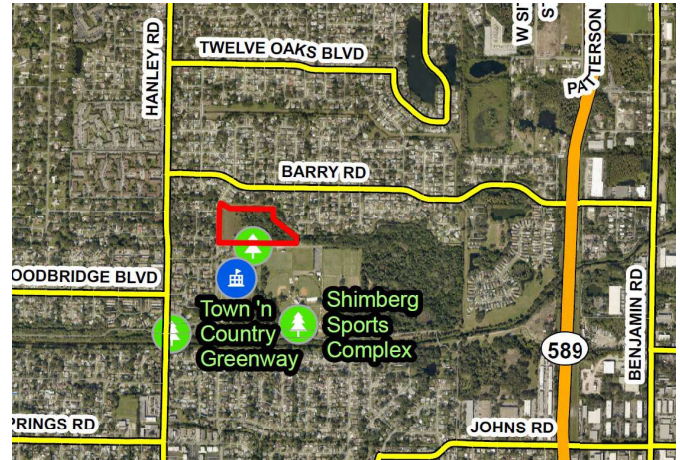 HANLEY RD
TWELVE OAKS BLVD
W SIT
S
PATTERSON
BARRY RD
OODBRIDGE BLVD
Town 'n
Country
Greenway
Shimberg
Sports
Complex
589
BENJAMIN RD
PRINGS RD
JOHNS RD